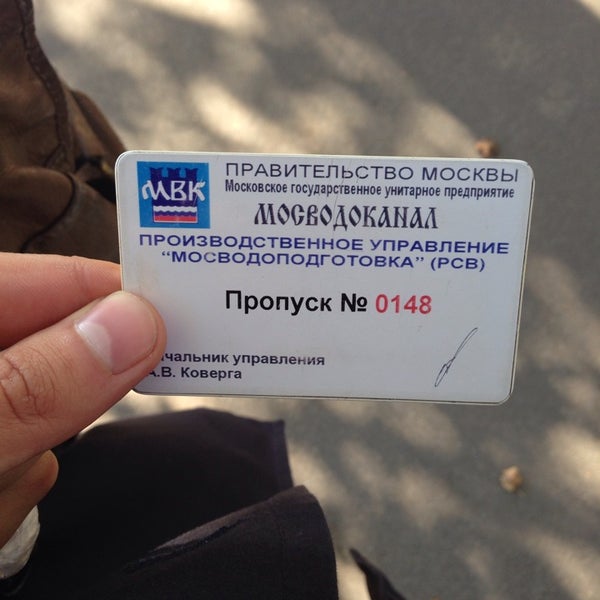 МВК
ПРАВИТЕЛЬСТВО МОСКВЫ
Московское государственное унитарное предприятие
МОСВОДОКАНАЛ
ПРОИЗВОДСТВЕННОЕ УПРАВЛЕНИЕ
“МОСВОДОПОДГОТОВКА” (РСВ)
Пропуск № 0148
чальник управления
А.В. Коверга